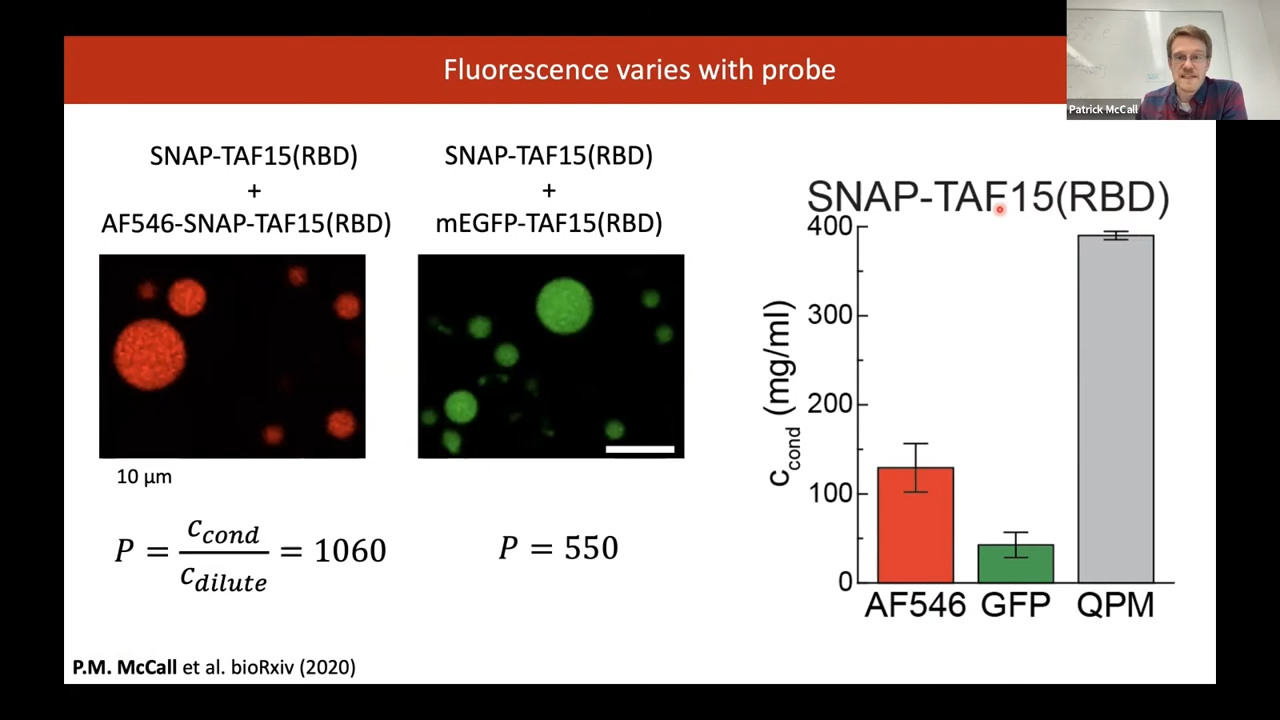 Fluorescence varies with probe
Patrick McCall
SNAP-TAF15(RBD)
+
AF546-SNAP-TAF15(RBD)
SNAP-TAF15(RBD)
+
mEGFP-TAF15(RBD)
10 µm
P = c_cond / c_dilute = 1060
P = 550
SNAP-TAF15(RBD)
c_cond (mg/ml)
400
300
200
100
0
AF546 GFP QPM
P.M. McCall et al. bioRxiv (2020)